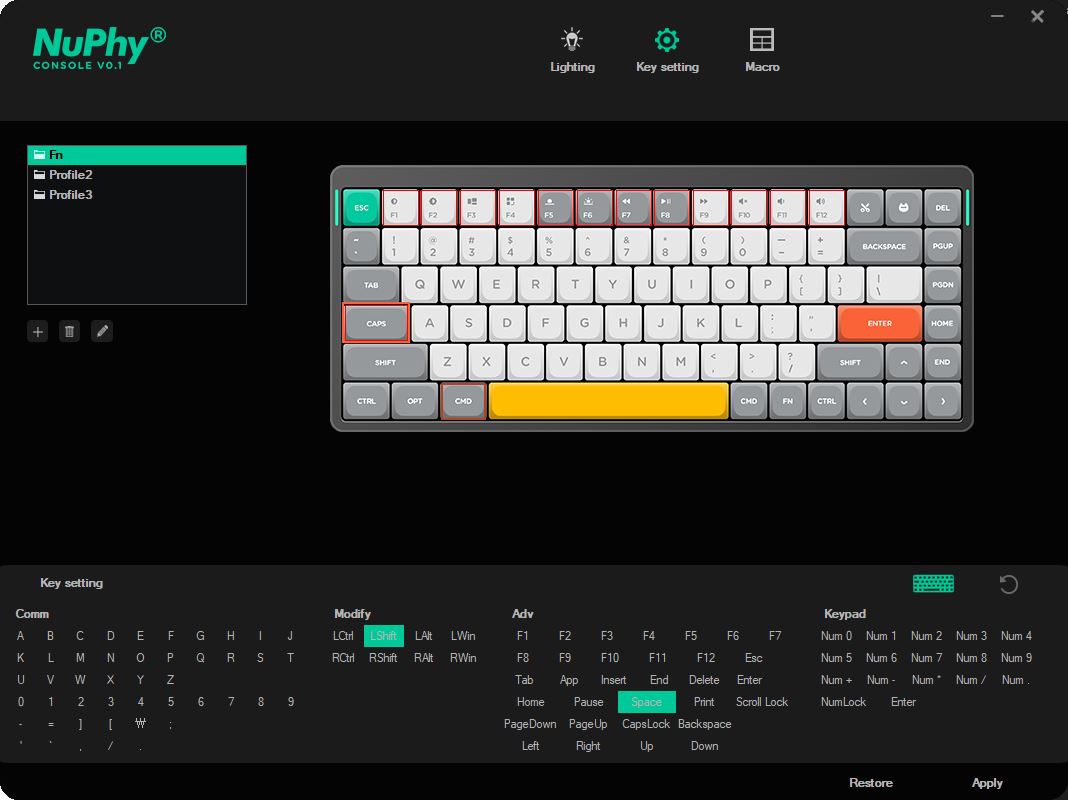 NuPhy®
CONSOLE V0.1
Lighting Key setting Macro
Fn
Profile2
Profile3
ESC F1 F2 F3 F4 F5 F6 F7 F8 F9 F10 F11 F12 DEL
~ ! @ # $ % ^ & * ( ) — +
` 1 2 3 4 5 6 7 8 9 0 - = BACKSPACE PGUP
TAB Q W E R T Y U I O P { [ } ] | \ PGDN
CAPS A S D F G H J K L : ; " ' ENTER HOME
SHIFT Z X C V B N M < , > . ? / SHIFT END
CTRL OPT CMD CMD FN CTRL
Key setting
Comm Modify Adv Keypad
A B C D E F G H I J LCtrl LShift LAlt LWin F1 F2 F3 F4 F5 F6 F7 Num 0 Num 1 Num 2 Num 3 Num 4
K L M N O P Q R S T RCtrl RShift RAlt RWin F8 F9 F10 F11 F12 Esc Num 5 Num 6 Num 7 Num 8 Num 9
U V W X Y Z Tab App Insert End Delete Enter Num + Num - Num * Num / Num .
0 1 2 3 4 5 6 7 8 9 Home Pause Space Print Scroll Lock NumLock Enter
- = ] [ ₩ ; PageDown PageUp CapsLock Backspace
' ` , / . Left Right Up Down
Restore Apply